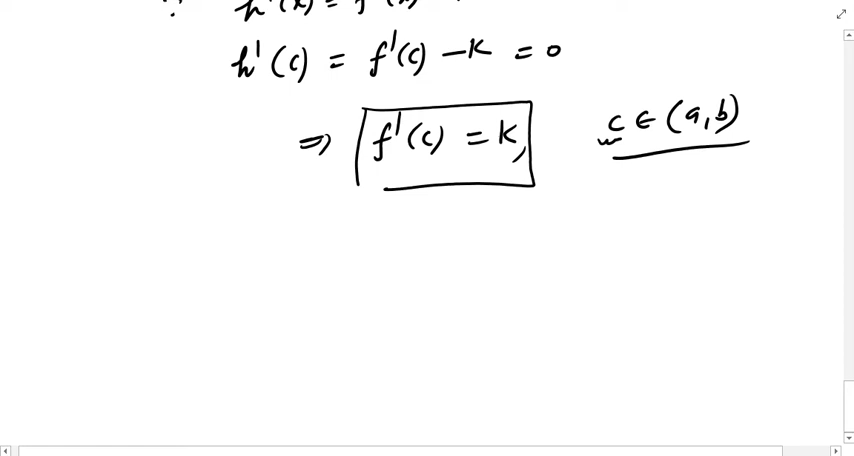 ∵ h'(x) = f'(x)
h'(c) = f'(c) - k = 0
⇒ f'(c) = k, c ∈ (a, b)